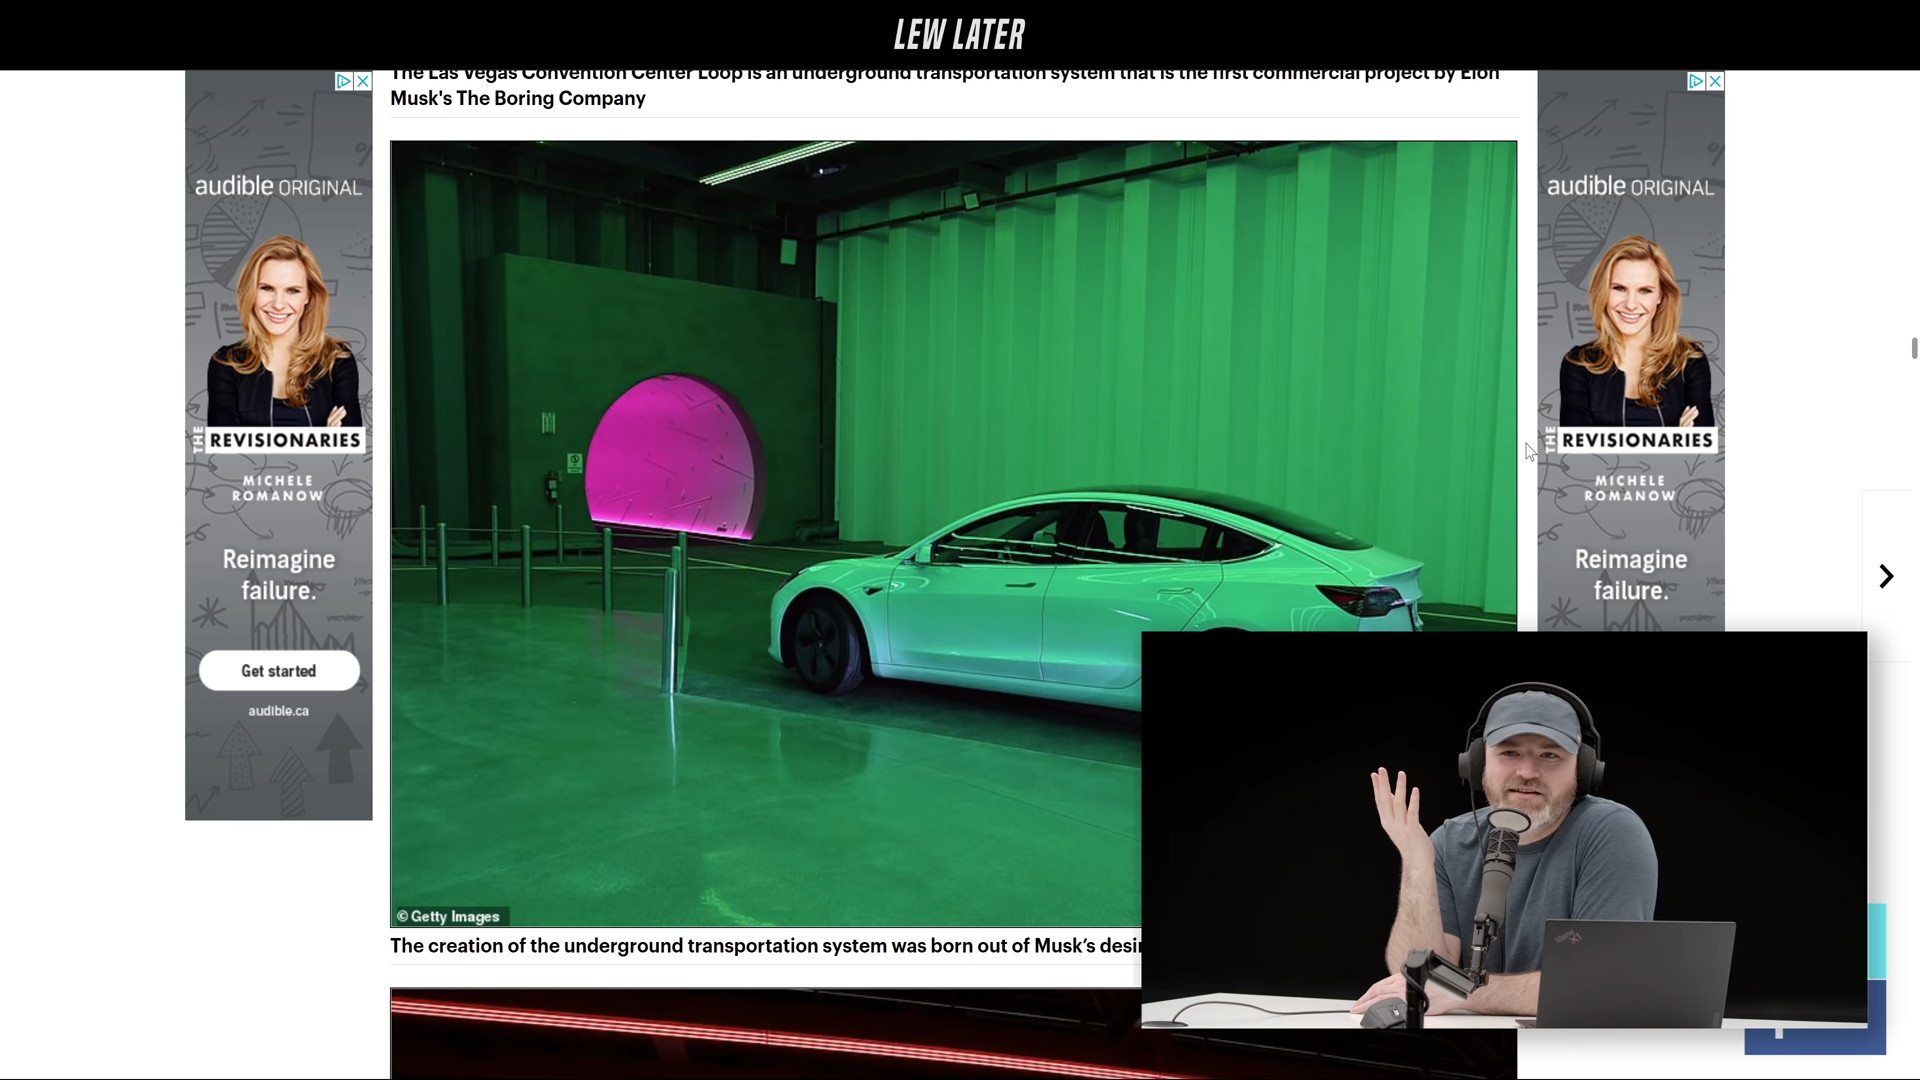 LEW LATER
The Las Vegas Convention Center Loop is an underground transportation system that is the first commercial project by Elon
Musk's The Boring Company
audible ORIGINAL
THE REVISIONARIES
MICHELE
ROMANOW
Reimagine
failure.
Get started
audible.ca
audible ORIGINAL
THE REVISIONARIES
MICHELE
ROMANOW
Reimagine
failure.
© Getty Images
The creation of the underground transportation system was born out of Musk's